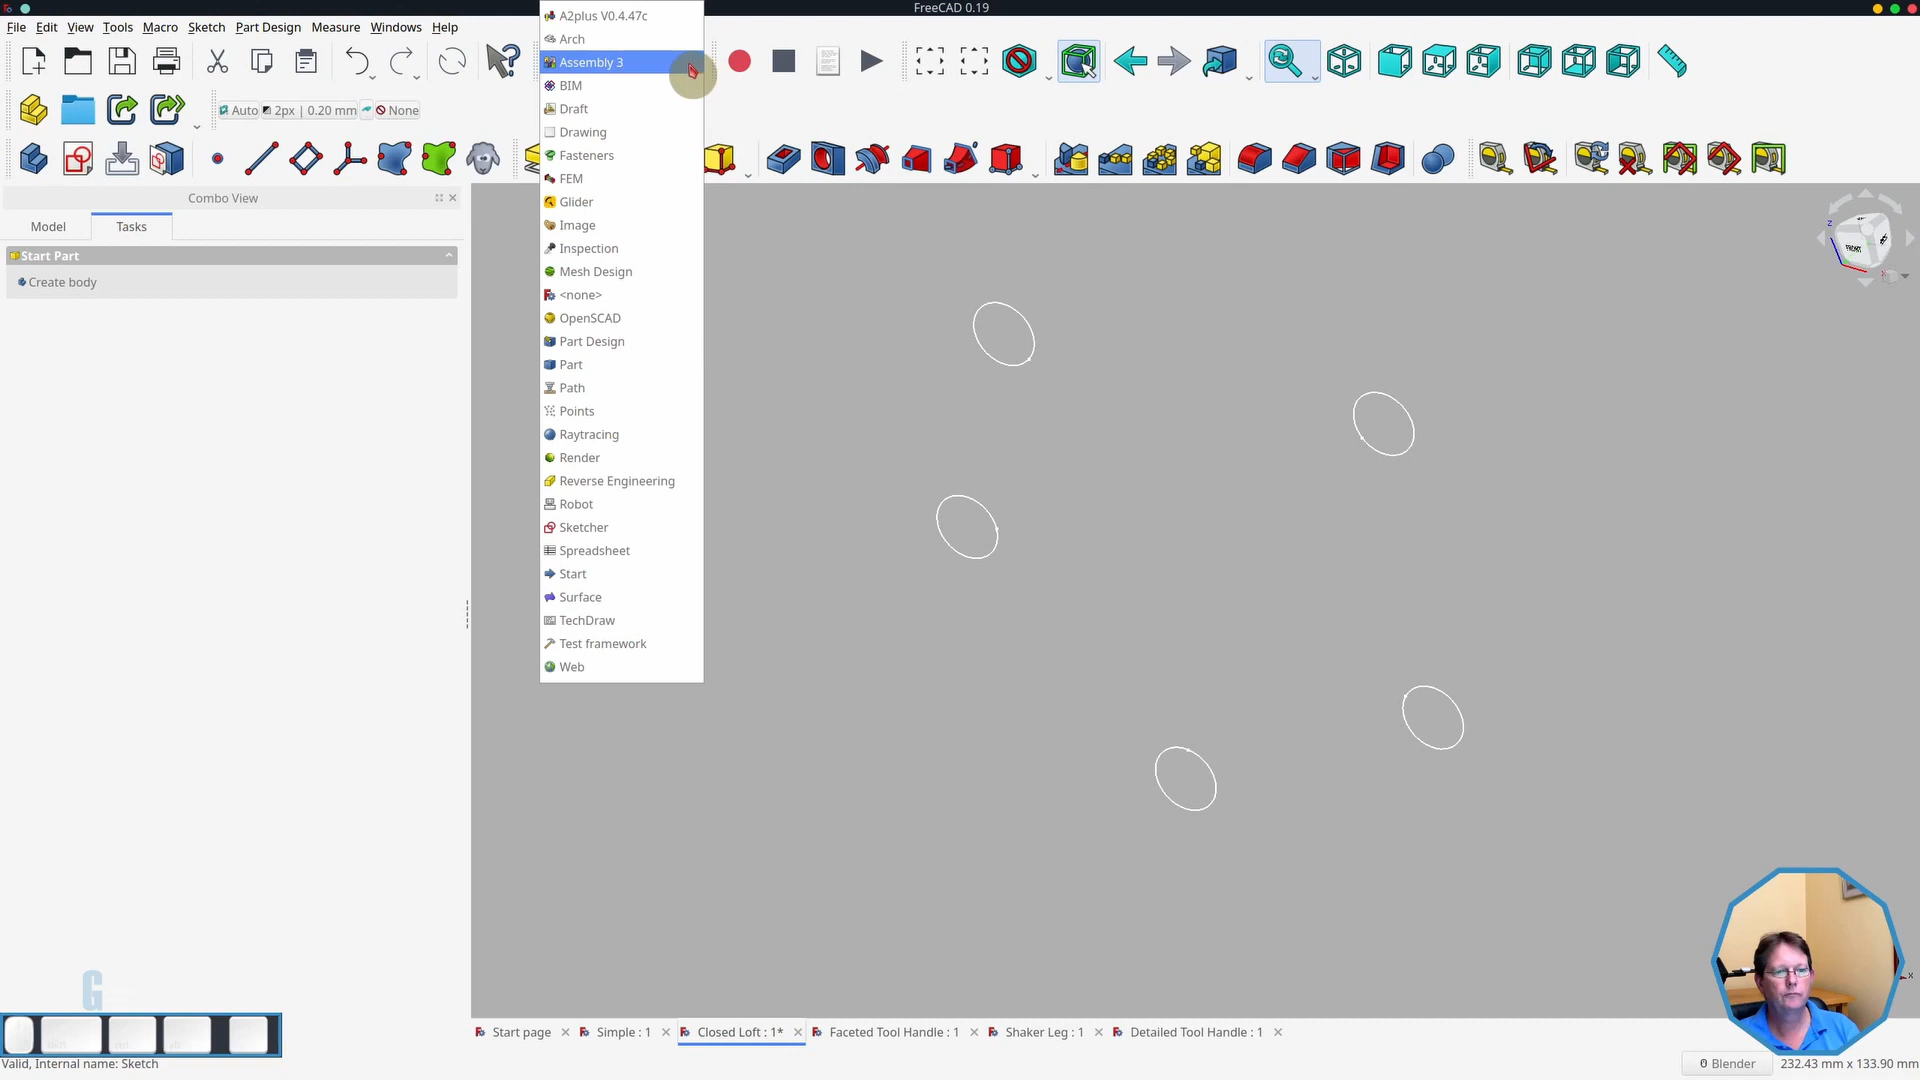 FreeCAD 0.19
File Edit View Tools Macro Sketch Part Design Measure Windows Help
Auto 2px | 0.20 mm None
Combo View
Model Tasks
Start Part
Create body
A2plus V0.4.47c
Arch
Assembly 3
BIM
Draft
Drawing
Fasteners
FEM
Glider
Image
Inspection
Mesh Design
<none>
OpenSCAD
Part Design
Part
Path
Points
Raytracing
Render
Reverse Engineering
Robot
Sketcher
Spreadsheet
Start
Surface
TechDraw
Test framework
Web
Z
FRONT
X
G
Start page Simple : 1 Closed Loft : 1* Faceted Tool Handle : 1 Shaker Leg : 1 Detailed Tool Handle : 1
Valid, Internal name: Sketch
Blender 232.43 mm x 133.90 mm